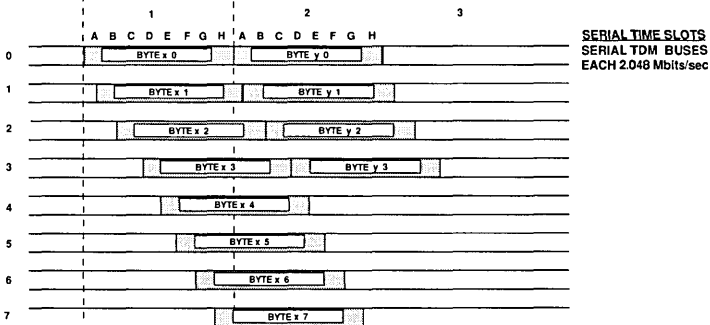 1 2 3
A B C D E F G H A B C D E F G H
SERIAL TIME SLOTS
SERIAL TDM BUSES
EACH 2.048 Mbits/sec
0 BYTE x 0 BYTE y 0
1 BYTE x 1 BYTE y 1
2 BYTE x 2 BYTE y 2
3 BYTE x 3 BYTE y 3
4 BYTE x 4
5 BYTE x 5
6 BYTE x 6
7 BYTE x 7